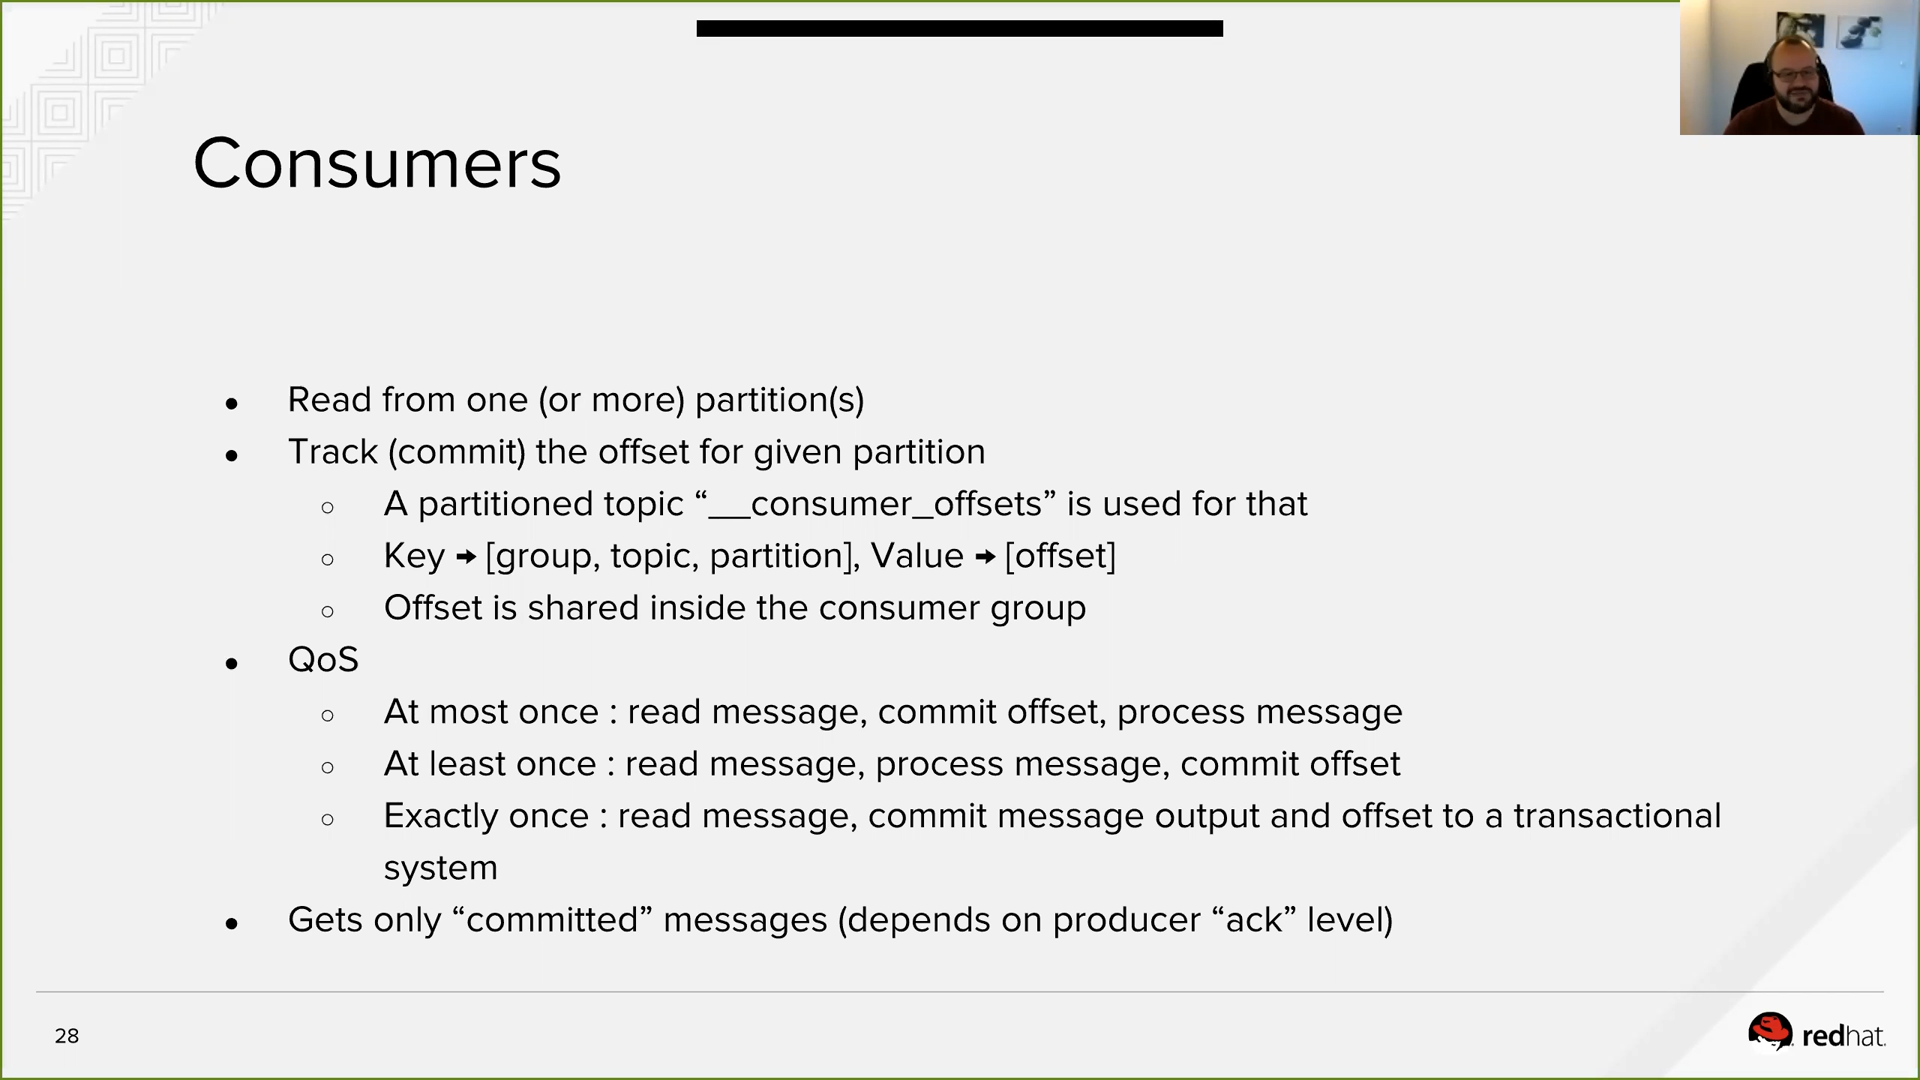 Consumers
● Read from one (or more) partition(s)
● Track (commit) the offset for given partition
○ A partitioned topic “__consumer_offsets” is used for that
○ Key → [group, topic, partition], Value → [offset]
○ Offset is shared inside the consumer group
● QoS
○ At most once : read message, commit offset, process message
○ At least once : read message, process message, commit offset
○ Exactly once : read message, commit message output and offset to a transactional
system
● Gets only “committed” messages (depends on producer “ack” level)
28
redhat.